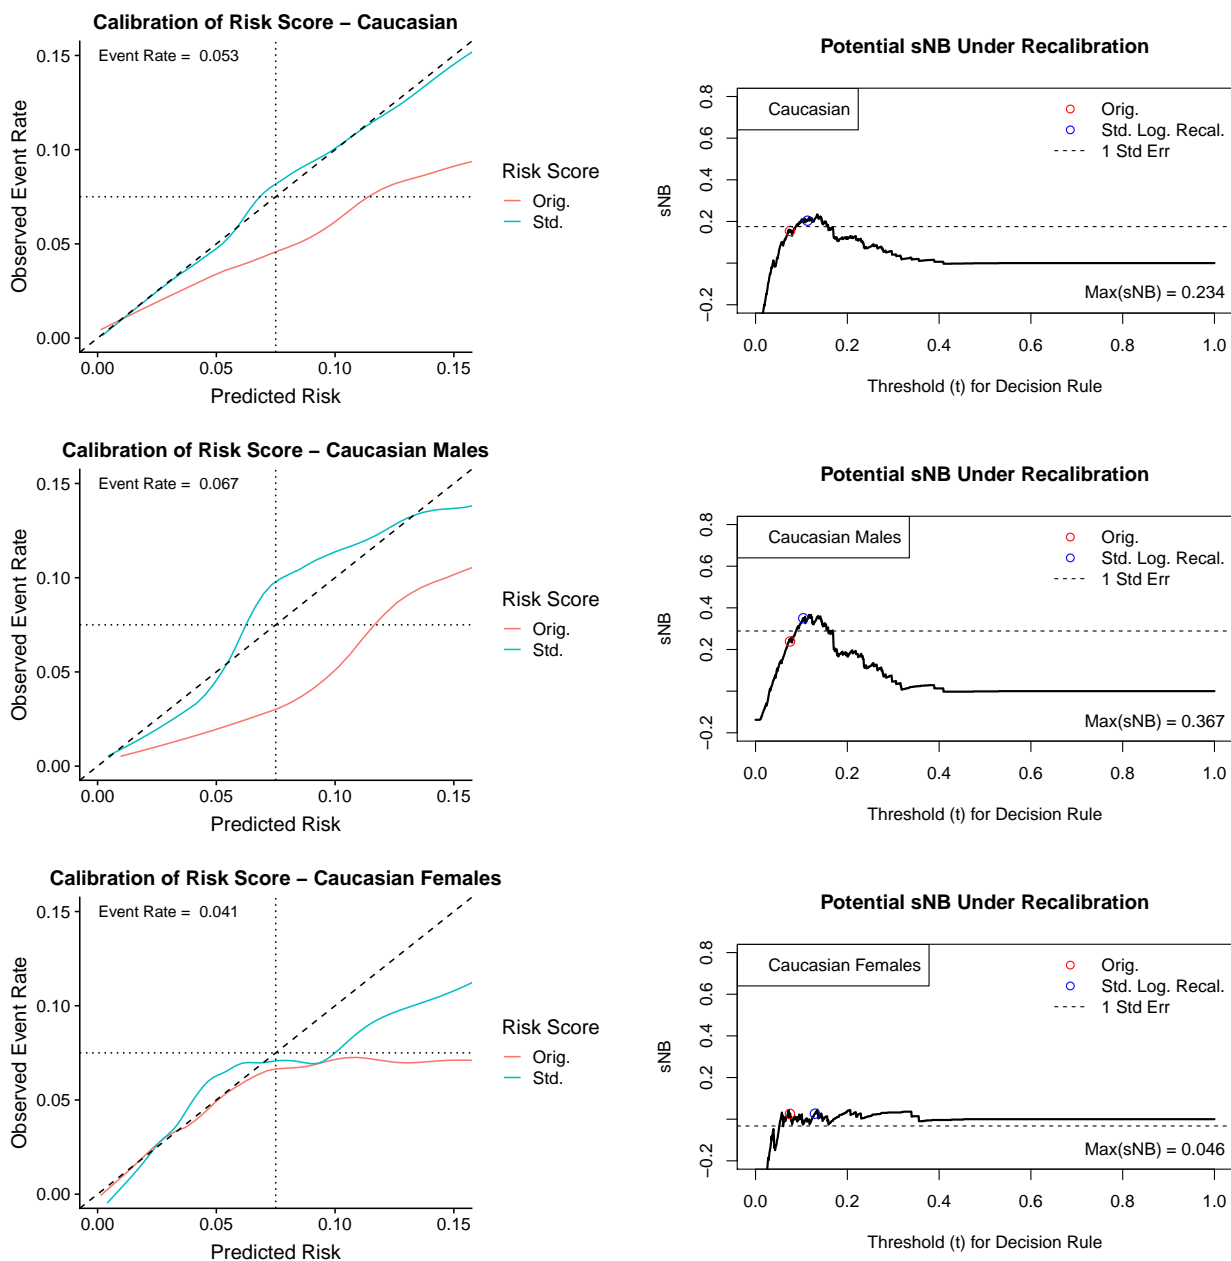 Calibration of Risk Score – Caucasian
Event Rate = 0.053
0.15
0.10
0.05
0.00
Observed Event Rate
0.00 0.05 0.10 0.15
Predicted Risk
Risk Score
Orig.
Std.
Potential sNB Under Recalibration
Caucasian
Orig.
Std. Log. Recal.
1 Std Err
0.8
0.6
0.4
0.2
−0.2
sNB
Max(sNB) = 0.234
0.0 0.2 0.4 0.6 0.8 1.0
Threshold (t) for Decision Rule
Calibration of Risk Score – Caucasian Males
Event Rate = 0.067
0.15
0.10
0.05
0.00
Observed Event Rate
0.00 0.05 0.10 0.15
Predicted Risk
Risk Score
Orig.
Std.
Potential sNB Under Recalibration
Caucasian Males
Orig.
Std. Log. Recal.
1 Std Err
0.8
0.6
0.4
0.2
−0.2
sNB
Max(sNB) = 0.367
0.0 0.2 0.4 0.6 0.8 1.0
Threshold (t) for Decision Rule
Calibration of Risk Score – Caucasian Females
Event Rate = 0.041
0.15
0.10
0.05
0.00
Observed Event Rate
0.00 0.05 0.10 0.15
Predicted Risk
Risk Score
Orig.
Std.
Potential sNB Under Recalibration
Caucasian Females
Orig.
Std. Log. Recal.
1 Std Err
0.8
0.6
0.4
0.2
−0.2
sNB
Max(sNB) = 0.046
0.0 0.2 0.4 0.6 0.8 1.0
Threshold (t) for Decision Rule